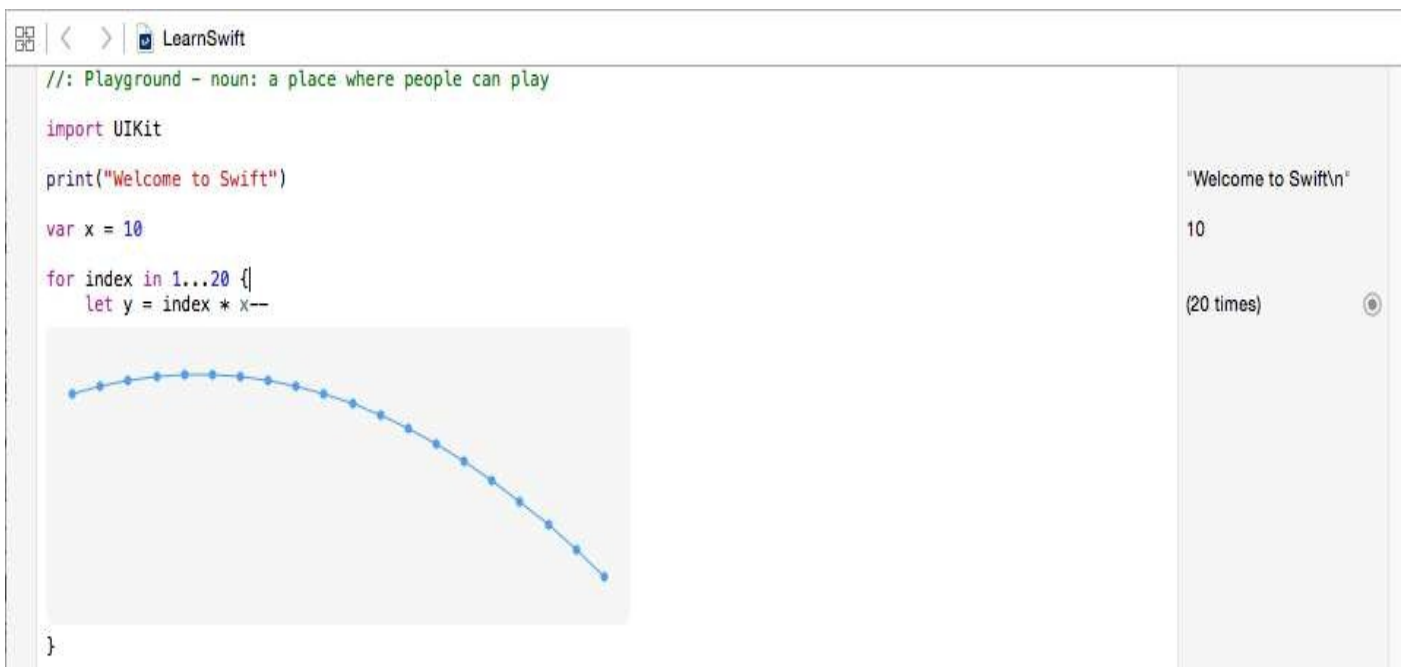 LearnSwift
//: Playground – noun: a place where people can play
import UIKit
print("Welcome to Swift")
"Welcome to Swift\n"
var x = 10
10
for index in 1...20 {
let y = index * x--
(20 times)
}